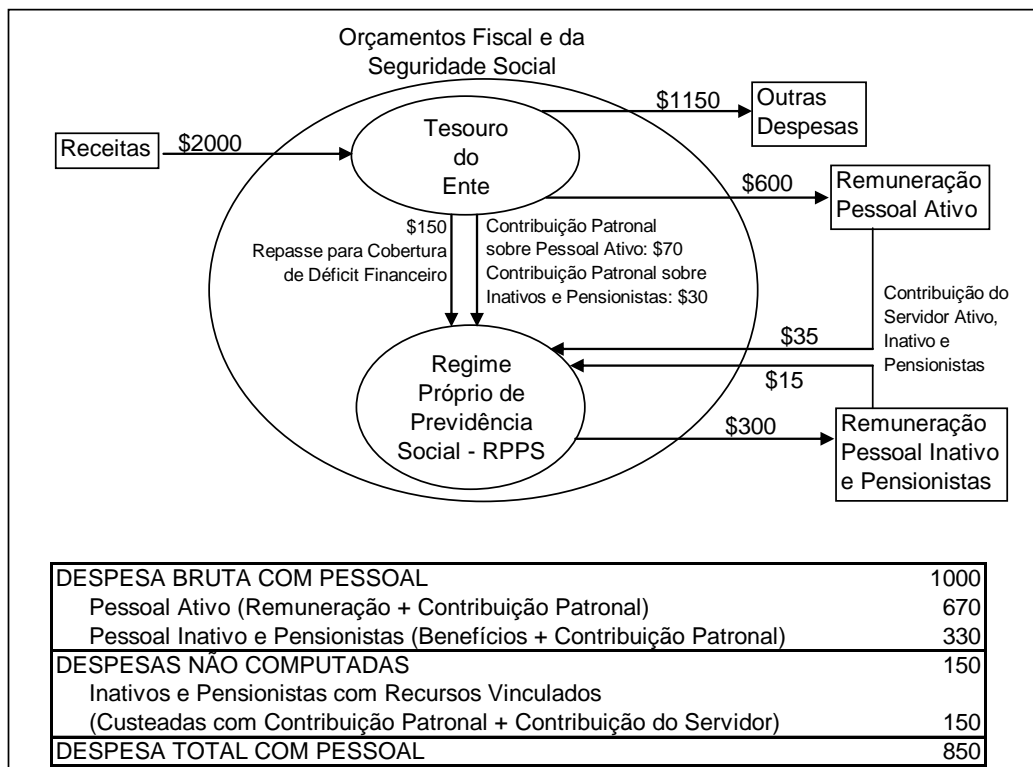 Orçamentos Fiscal e da
Seguridade Social
Receitas
$2000
Tesouro
do
Ente
$1150
Outras
Despesas
$600
Remuneração
Pessoal Ativo
$150
Repasse para Cobertura
de Déficit Financeiro
Contribuição Patronal
sobre Pessoal Ativo: $70
Contribuição Patronal sobre
Inativos e Pensionistas: $30
Contribuição do
Servidor Ativo,
Inativo e
Pensionistas
$35
$15
Regime
Próprio de
Previdência
Social - RPPS
$300
Remuneração
Pessoal Inativo
e Pensionistas
DESPESA BRUTA COM PESSOAL 1000
Pessoal Ativo (Remuneração + Contribuição Patronal) 670
Pessoal Inativo e Pensionistas (Benefícios + Contribuição Patronal) 330
DESPESAS NÃO COMPUTADAS 150
Inativos e Pensionistas com Recursos Vinculados
(Custeadas com Contribuição Patronal + Contribuição do Servidor) 150
DESPESA TOTAL COM PESSOAL 850